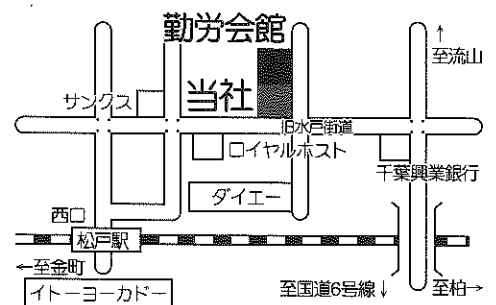 勤労会館
↑
至流山
サンクス
当社
旧水戸街道
ロイヤルホスト
千葉興業銀行
ダイエー
西口
松戸駅
←至金町
イトーヨーカドー
至国道6号線↓
至柏→